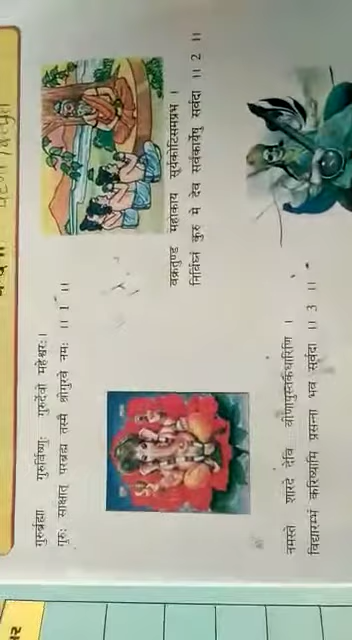 गुरुर्ब्रह्मा गुरुर्विष्णुः गुरुर्देवो महेश्वरः।
गुरुः साक्षात् परब्रह्म तस्मै श्रीगुरवे नमः ।। 1 ।।
वक्रतुण्ड महाकाय सूर्यकोटिसमप्रभ ।
निर्विघ्नं कुरु मे देव सर्वकार्येषु सर्वदा ।। 2 ।।
नमस्ते शारदे देवि वीणापुस्तकधारिणि ।
विद्यारम्भं करिष्यामि प्रसन्ना भव सर्वदा ।। 3 ।।